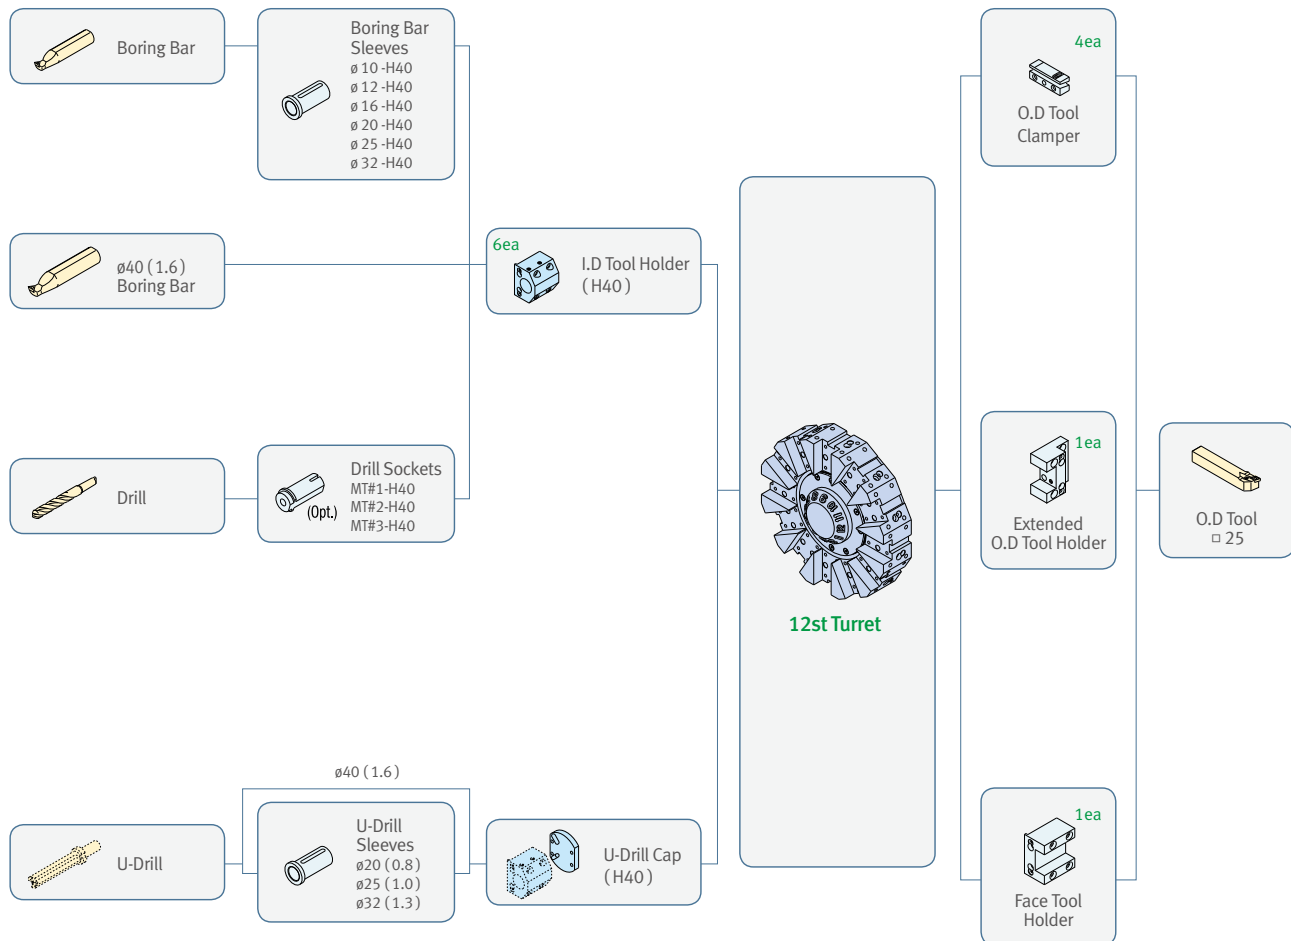 Boring Bar
Boring Bar
Sleeves
ø 10 -H40
ø 12 -H40
ø 16 -H40
ø 20 -H40
ø 25 -H40
ø 32 -H40
ø40 ( 1.6 )
Boring Bar
6ea
I.D Tool Holder
( H40 )
Drill
(Opt.)
Drill Sockets
MT#1-H40
MT#2-H40
MT#3-H40
ø40 ( 1.6 )
U-Drill
U-Drill
Sleeves
ø20 ( 0.8 )
ø25 ( 1.0 )
ø32 ( 1.3 )
U-Drill Cap
( H40 )
12st Turret
4ea
O.D Tool
Clamper
1ea
Extended
O.D Tool Holder
1ea
Face Tool
Holder
O.D Tool
□ 25